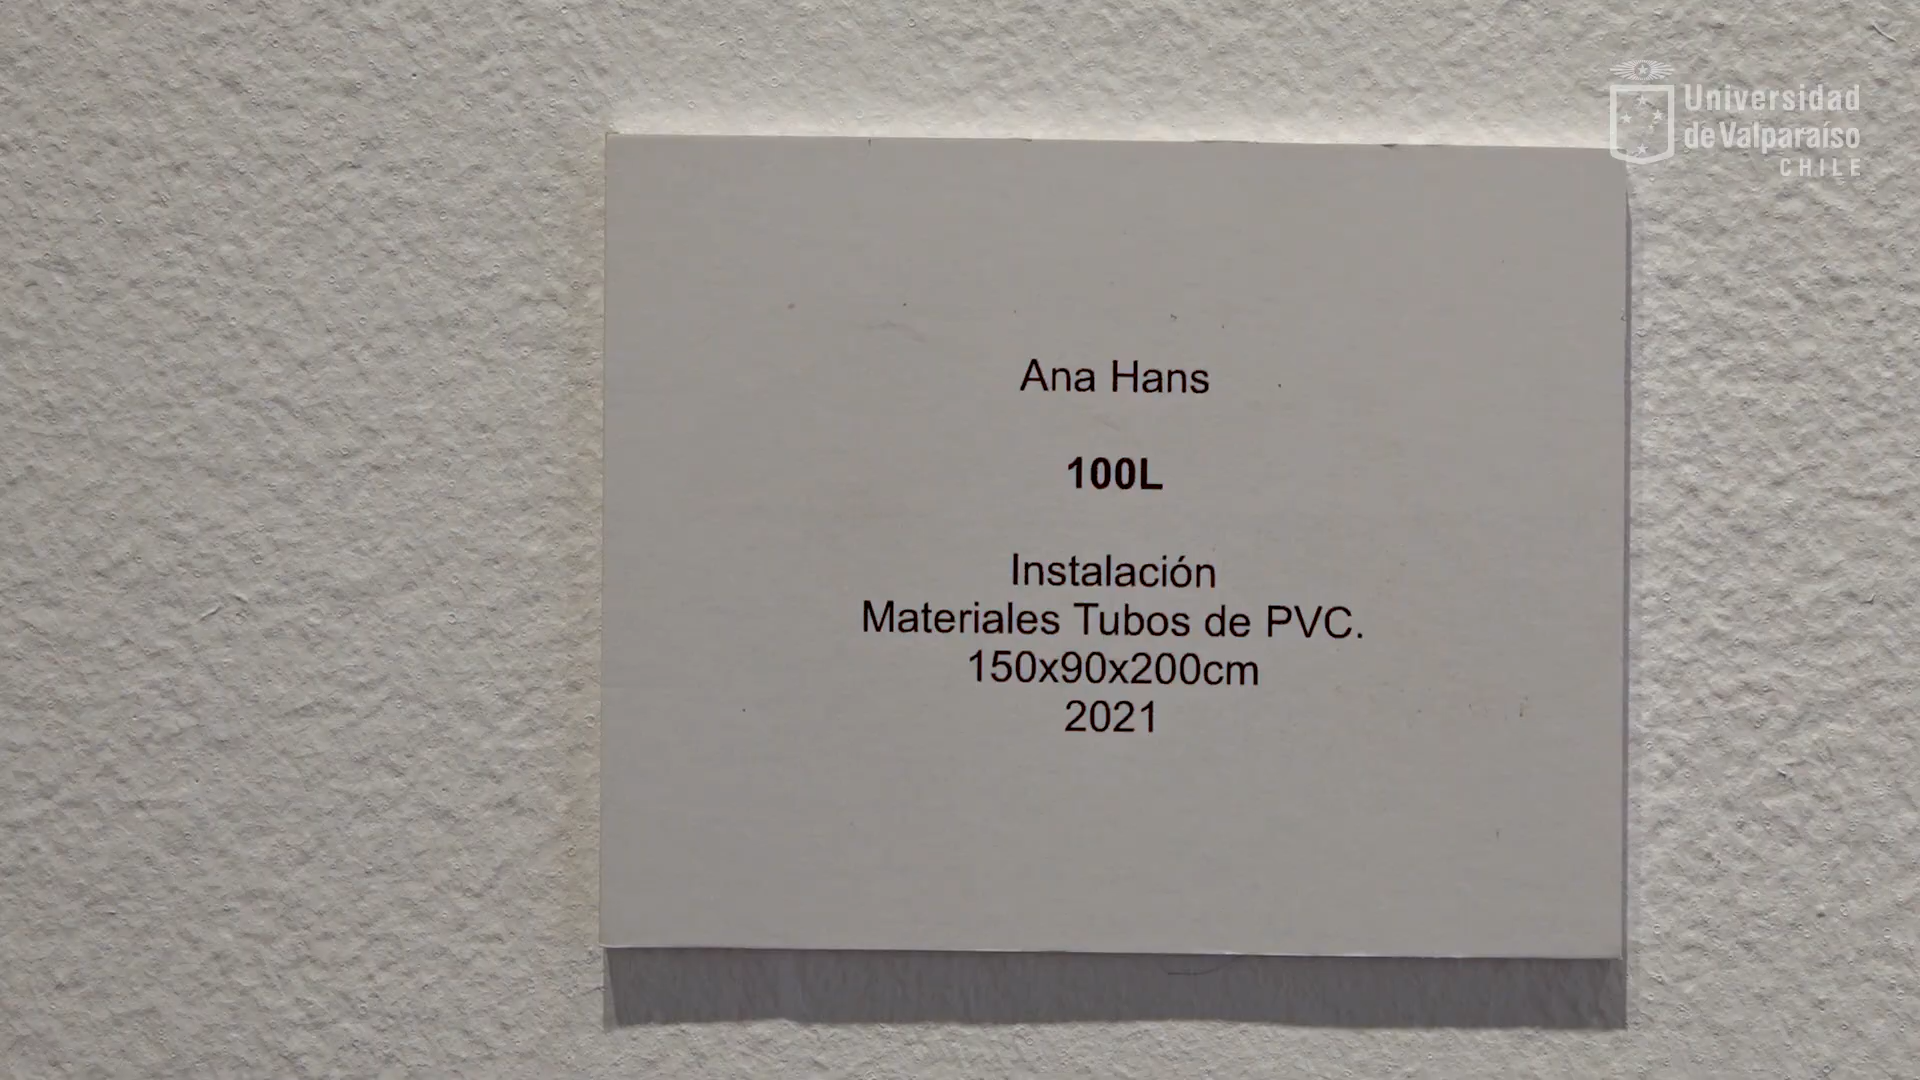 Universidad
de Valparaíso
CHILE
Ana Hans
100L
Instalación
Materiales Tubos de PVC.
150x90x200cm
2021